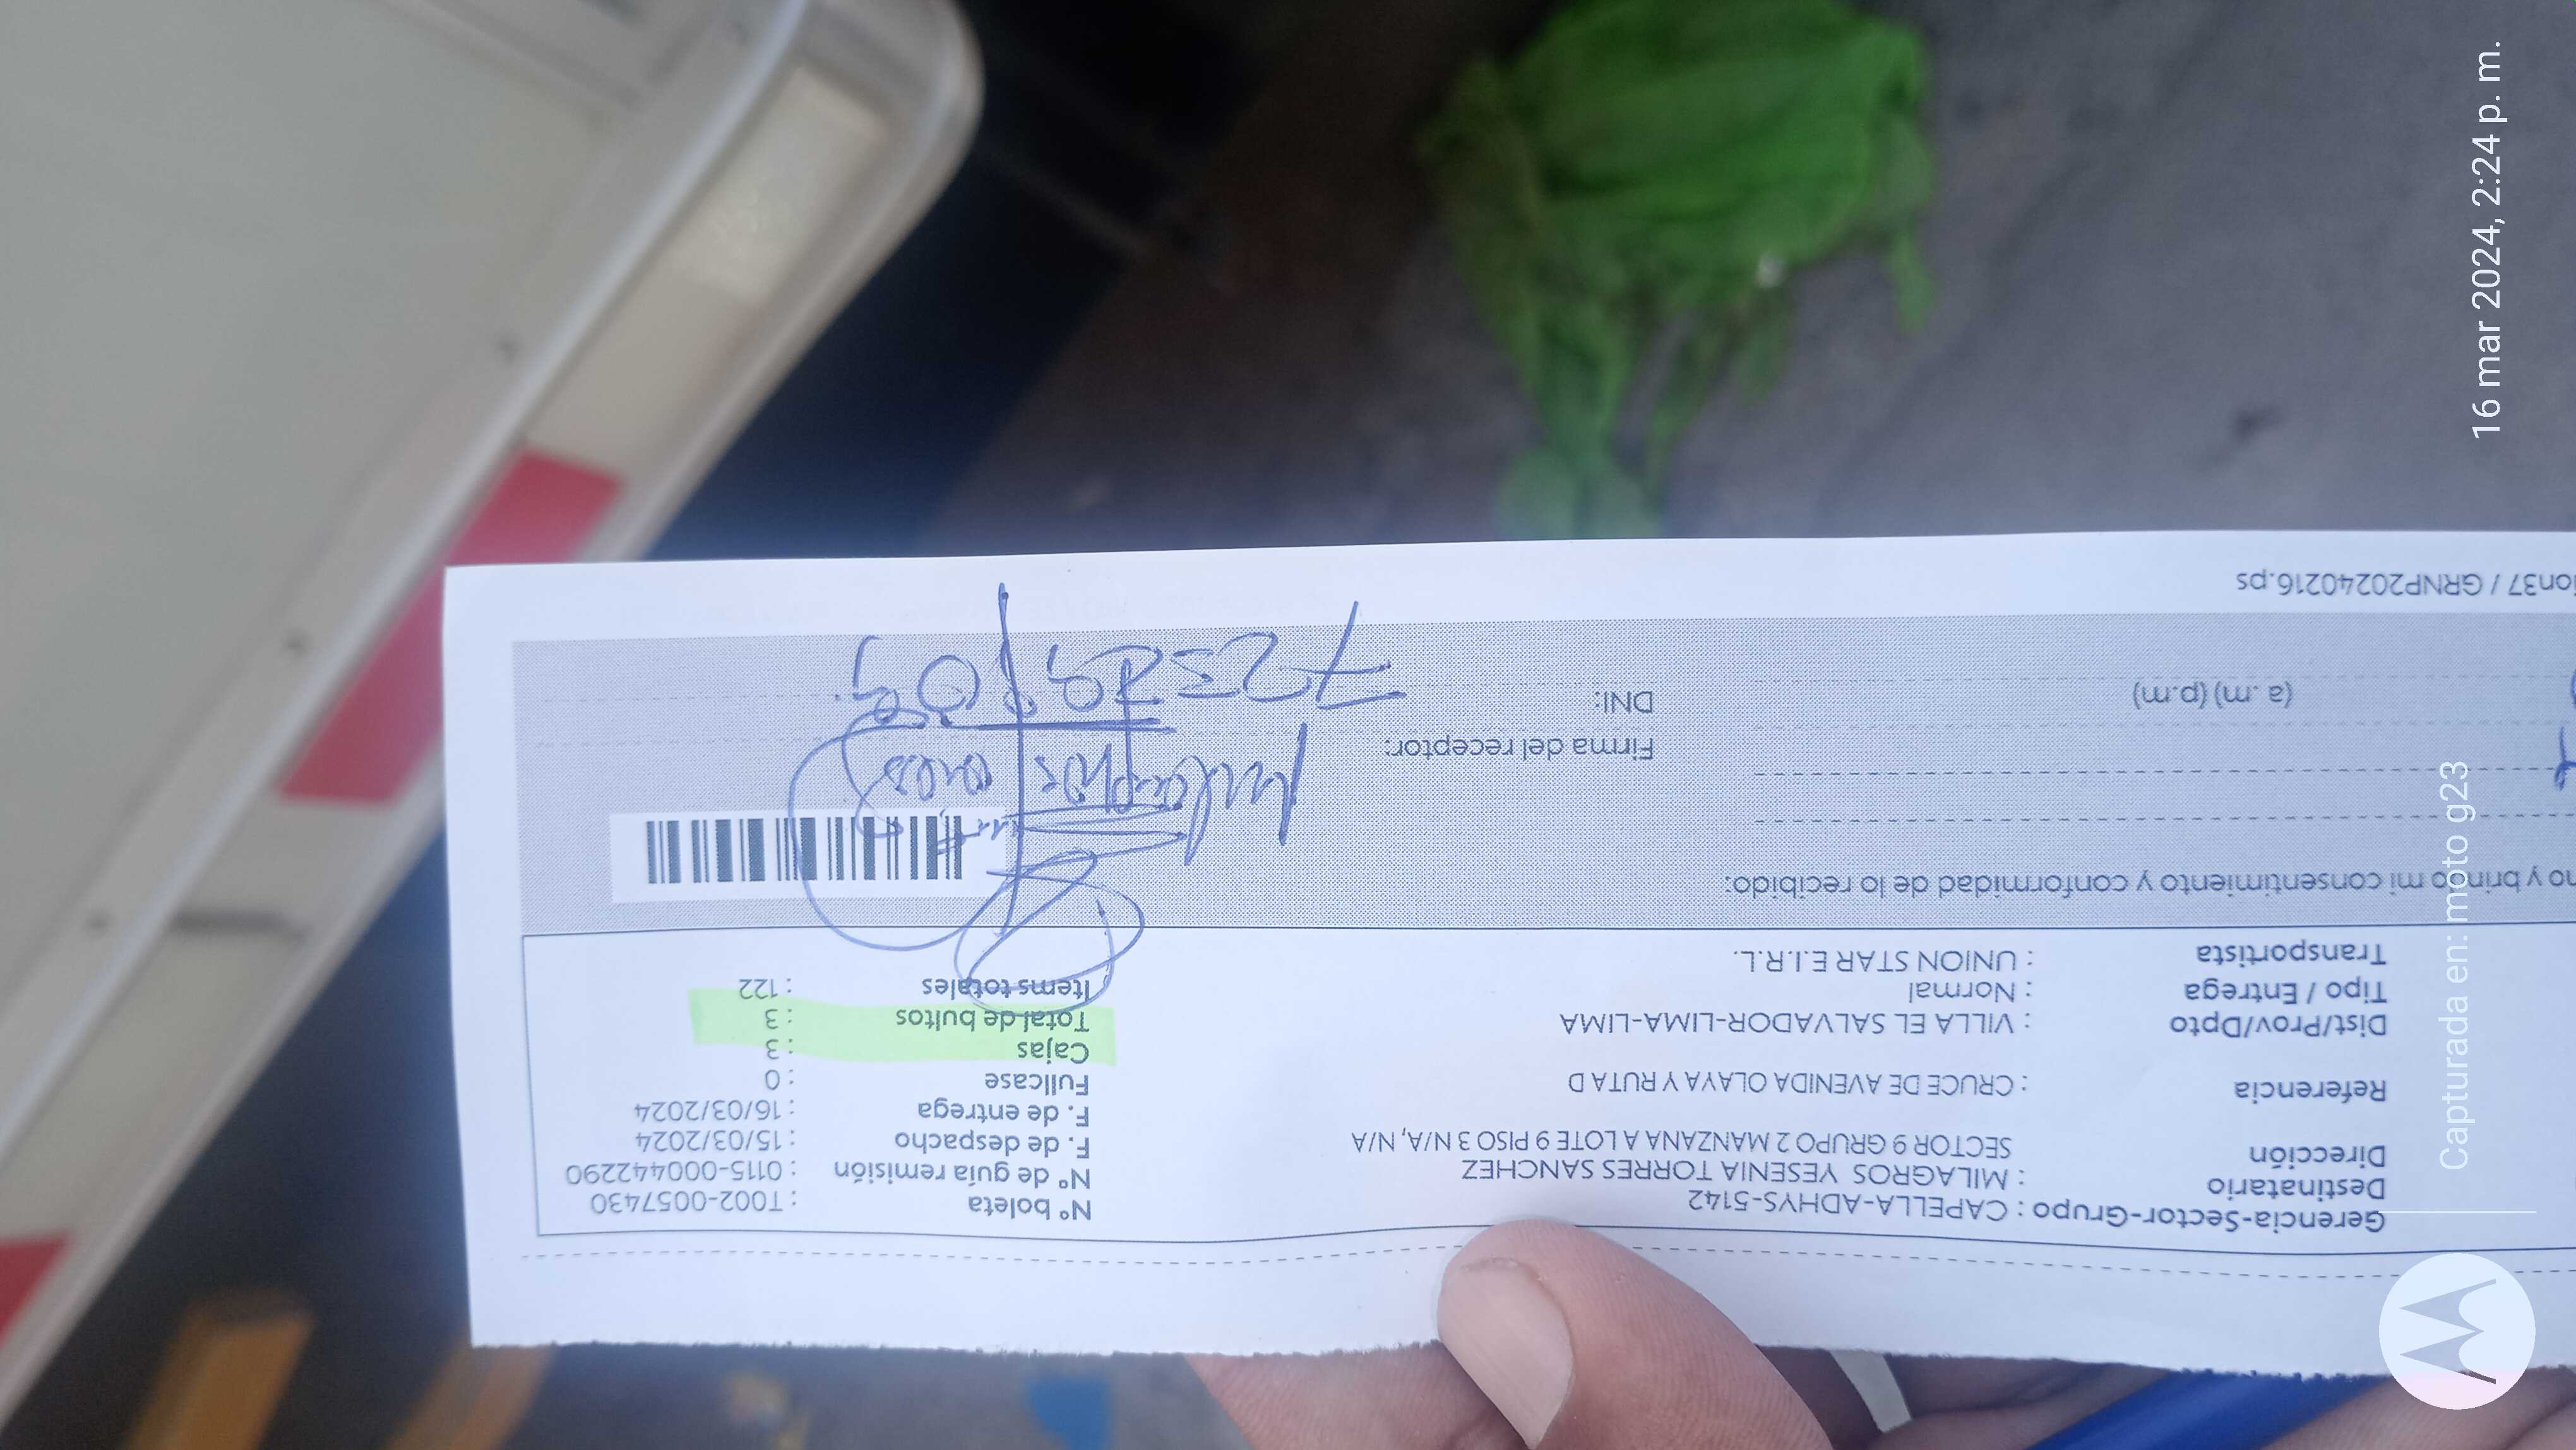 Gerencia-Sector-Grupo : CAPELLA-ADHYS-5142
Destinatario : MILAGROS YESENIA TORRES SANCHEZ
Dirección SECTOR 9 GRUPO 2 MANZANA A LOTE 9 PISO 3 N/A, N/A
Referencia : CRUCE DE AVENIDA OLAYA Y RUTA D
Dist/Prov/Dpto : VILLA EL SALVADOR-LIMA-LIMA
Tipo / Entrega : Normal
Transportista : UNION STAR E.I.R.L.
N° boleta : T002-0057430
N° de guía remisión : 0115-000442290
F. de despacho : 15/03/2024
F. de entrega : 16/03/2024
Fullcase : 0
Cajas : 3
Total de bultos : 3
Items totales : 122
y brindo mi consentimiento y conformidad de lo recibido:
Firma del receptor:
(a .m) (p.m)
DNI:
/ GRNP20240216.ps
16 mar 2024, 2:24 p. m.
Capturada en: moto g23